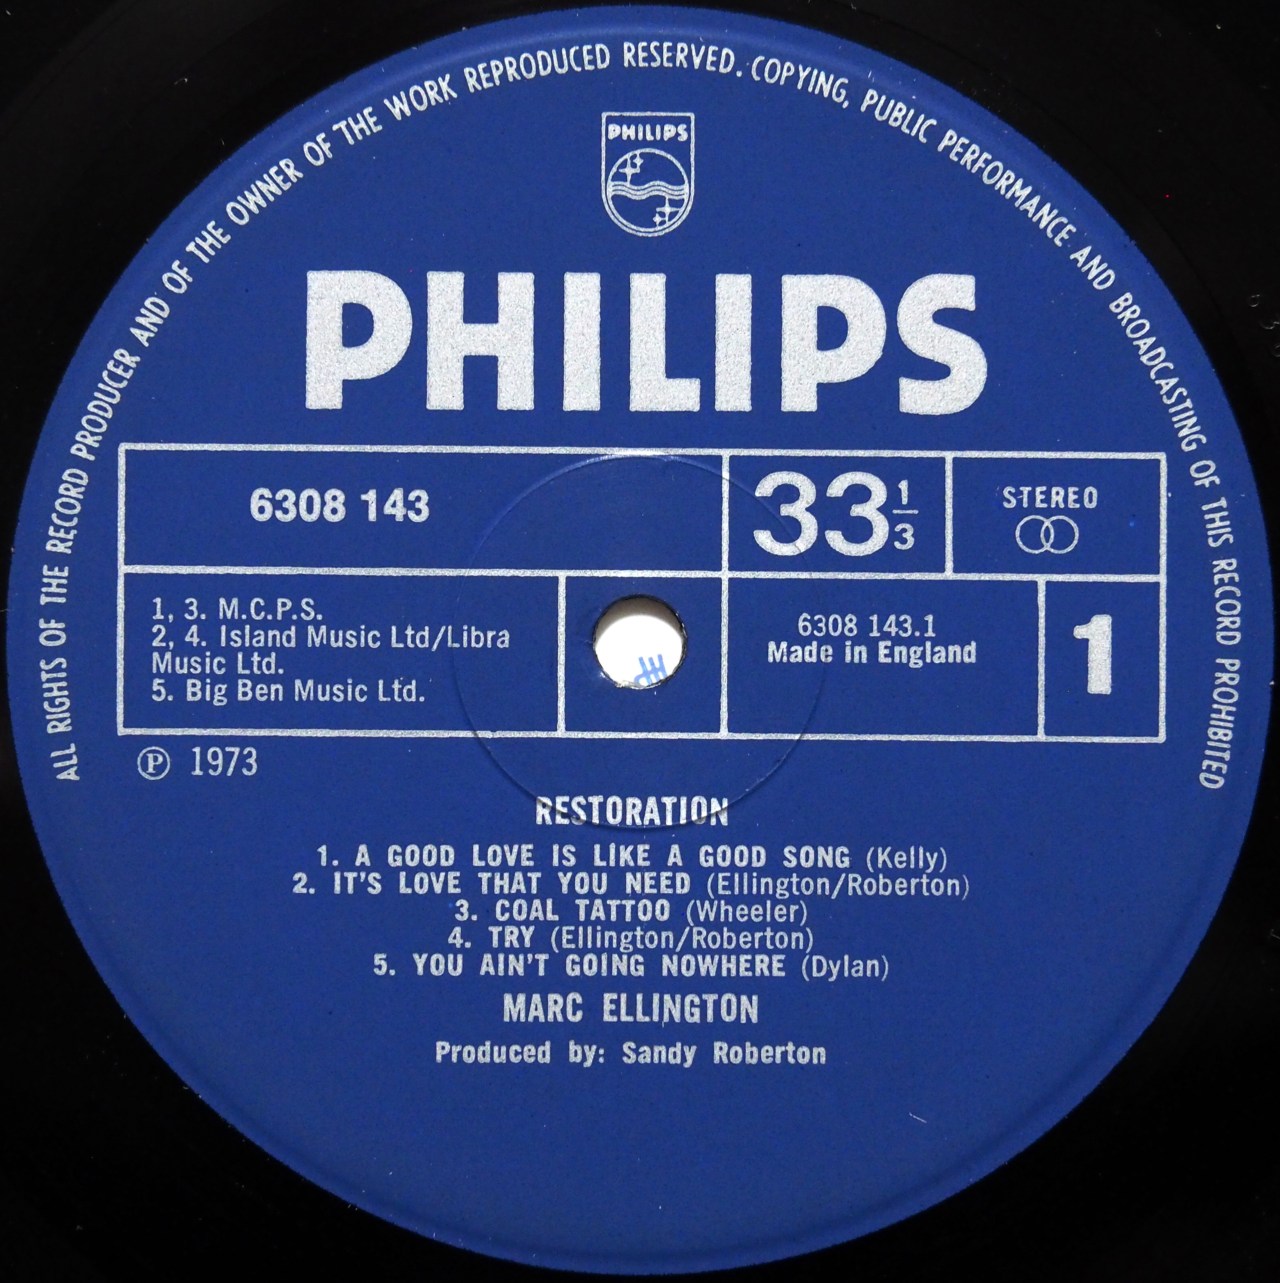 ALL RIGHTS OF THE RECORD PRODUCER AND OF THE OWNER OF THE WORK REPRODUCED RESERVED. COPYING, PUBLIC PERFORMANCE AND BROADCASTING OF THIS RECORD PROHIBITED
PHILIPS
PHILIPS
6308 143
33 1/3
STEREO
1, 3. M.C.P.S.
2, 4. Island Music Ltd/Libra
Music Ltd.
5. Big Ben Music Ltd.
6308 143.1
Made in England
1
Ⓟ 1973
RESTORATION
1. A GOOD LOVE IS LIKE A GOOD SONG (Kelly)
2. IT'S LOVE THAT YOU NEED (Ellington/Roberton)
3. COAL TATTOO (Wheeler)
4. TRY (Ellington/Roberton)
5. YOU AIN'T GOING NOWHERE (Dylan)
MARC ELLINGTON
Produced by: Sandy Roberton